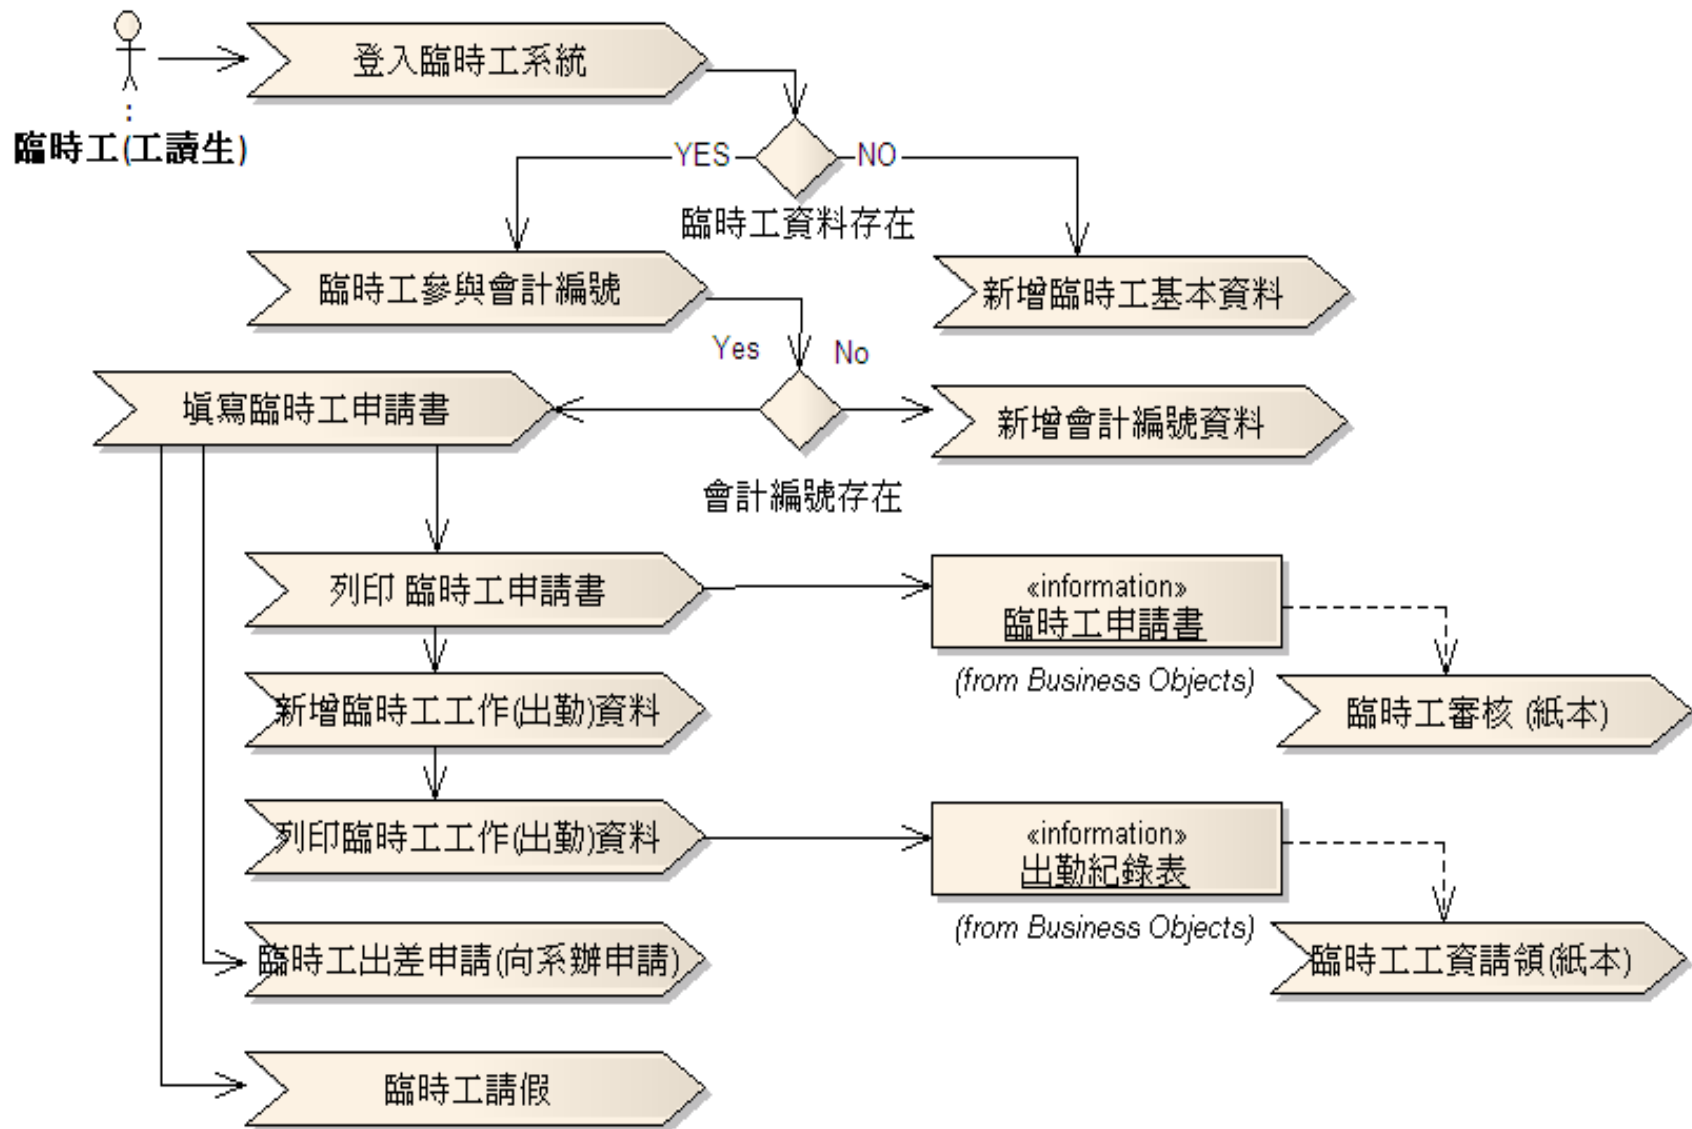 登入臨時工系統
:
臨時工(工讀生)
YES
NO
臨時工資料存在
臨時工參與會計編號
新增臨時工基本資料
Yes
No
填寫臨時工申請書
新增會計編號資料
會計編號存在
列印 臨時工申請書
«information»
臨時工申請書
(from Business Objects)
新增臨時工工作(出勤)資料
臨時工審核 (紙本)
列印臨時工工作(出勤)資料
«information»
出勤紀錄表
(from Business Objects)
臨時工出差申請(向系辦申請)
臨時工工資請領(紙本)
臨時工請假